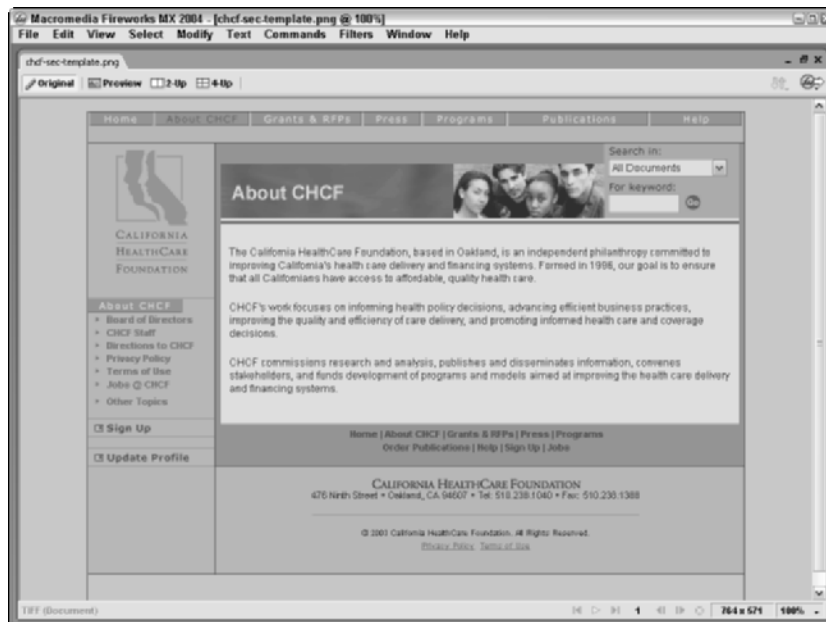 Macromedia Fireworks MX 2004 - [chcf-sec-template.png @ 100%]
File Edit View Select Modify Text Commands Filters Window Help
chcf-sec-template.png
Original Preview 2-Up 4-Up
Home About CHCF Grants & RFPs Press Programs Publications Help
Search in:
All Documents
For keyword:
Go
About CHCF
CALIFORNIA
HEALTHCARE
FOUNDATION
The California HealthCare Foundation, based in Oakland, is an independent philanthropy committed to
improving California's health care delivery and financing systems. Formed in 1996, our goal is to ensure
that all Californians have access to affordable, quality health care.
CHCF's work focuses on informing health policy decisions, advancing efficient business practices,
improving the quality and efficiency of care delivery, and promoting informed health care and coverage
decisions.
CHCF commissions research and analysis, publishes and disseminates information, convenes
stakeholders, and funds development of programs and models aimed at improving the health care delivery
and financing systems.
About CHCF
Board of Directors
CHCF Staff
Directions to CHCF
Privacy Policy
Terms of Use
Jobs @ CHCF
Other Topics
Sign Up
Update Profile
Home | About CHCF | Grants & RFPs | Press | Programs
Order Publications | Help | Sign Up | Jobs
CALIFORNIA HEALTHCARE FOUNDATION
476 Ninth Street • Oakland, CA 94607 • Tel: 510.238.1040 • Fax: 510.238.1388
© 2003 California HealthCare Foundation. All Rights Reserved.
Privacy Policy Terms of Use
TIFF (Document) 1 764 x 571 100%